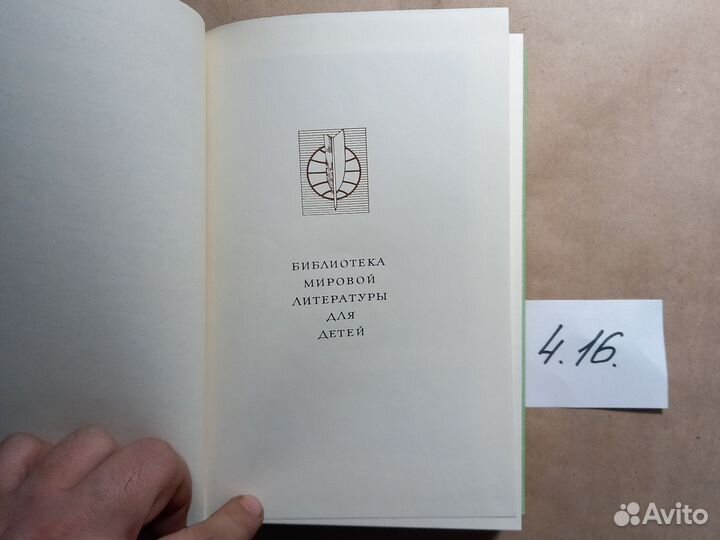 БИБЛИОТЕКА
МИРОВОЙ
ЛИТЕРАТУРЫ
ДЛЯ
ДЕТЕЙ
4.16.
Avito